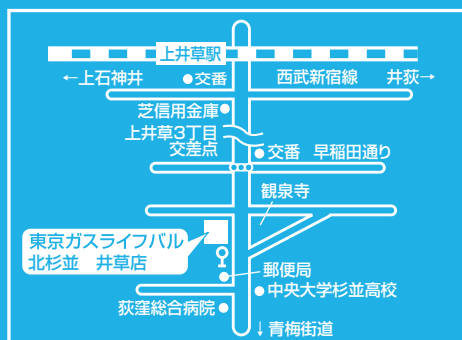 上井草駅
←上石神井
交番
西武新宿線
井荻→
芝信用金庫
上井草3丁目
交差点
交番
早稲田通り
観泉寺
東京ガスライフバル
北杉並 井草店
郵便局
中央大学杉並高校
荻窪総合病院
↓青梅街道